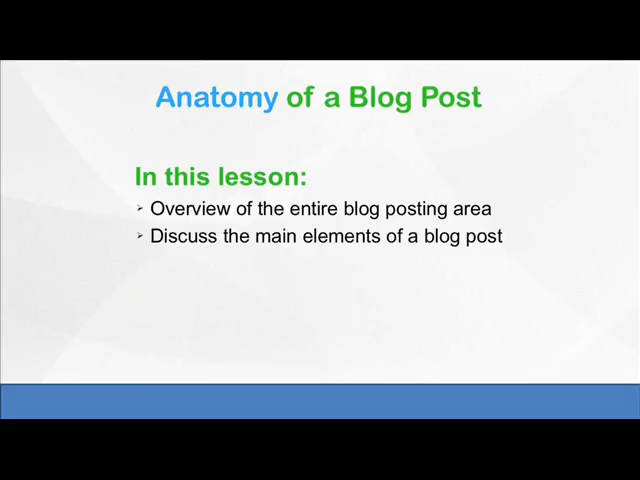 Anatomy of a Blog Post
In this lesson:
Overview of the entire blog posting area
Discuss the main elements of a blog post